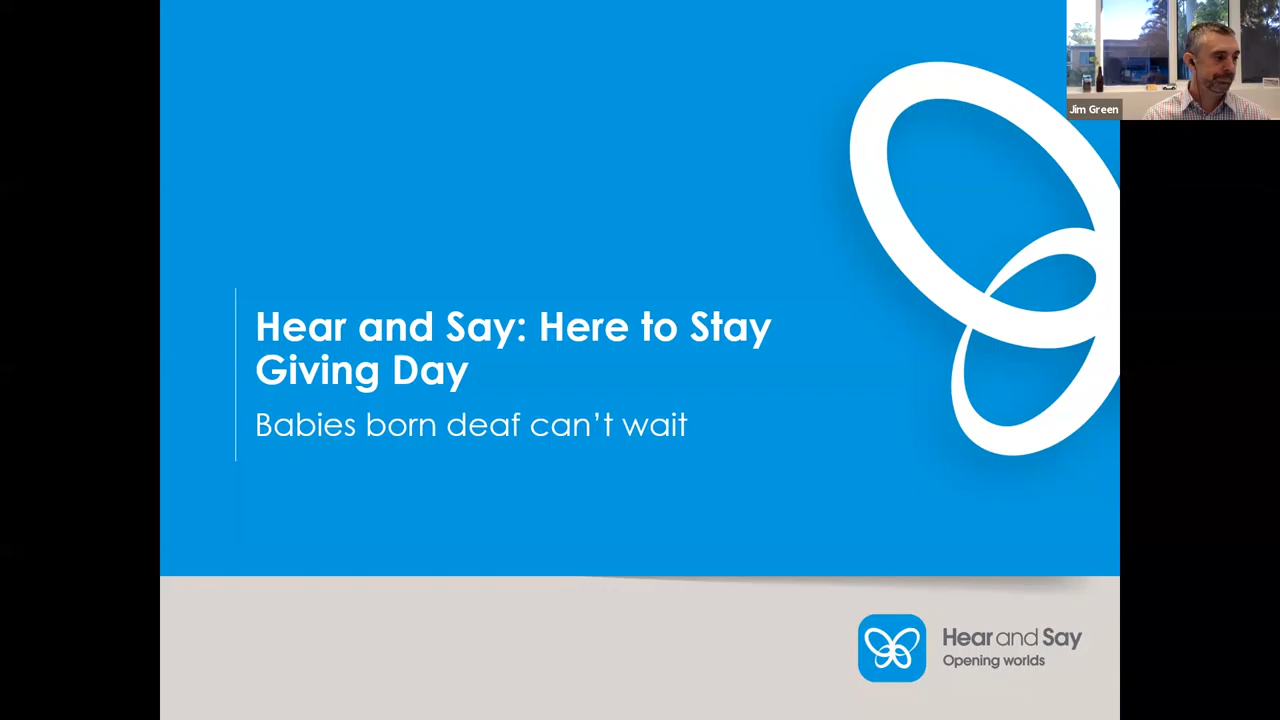 Jim Green
Hear and Say: Here to Stay
Giving Day
Babies born deaf can’t wait
Hear and Say
Opening worlds